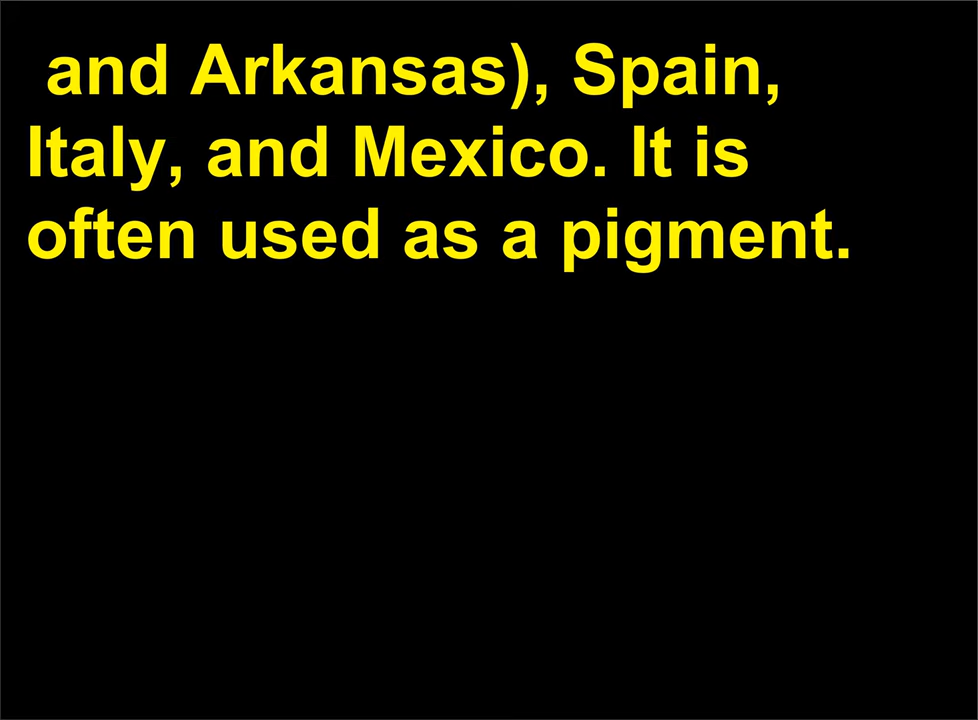 and Arkansas), Spain,
Italy, and Mexico. It is
often used as a pigment.